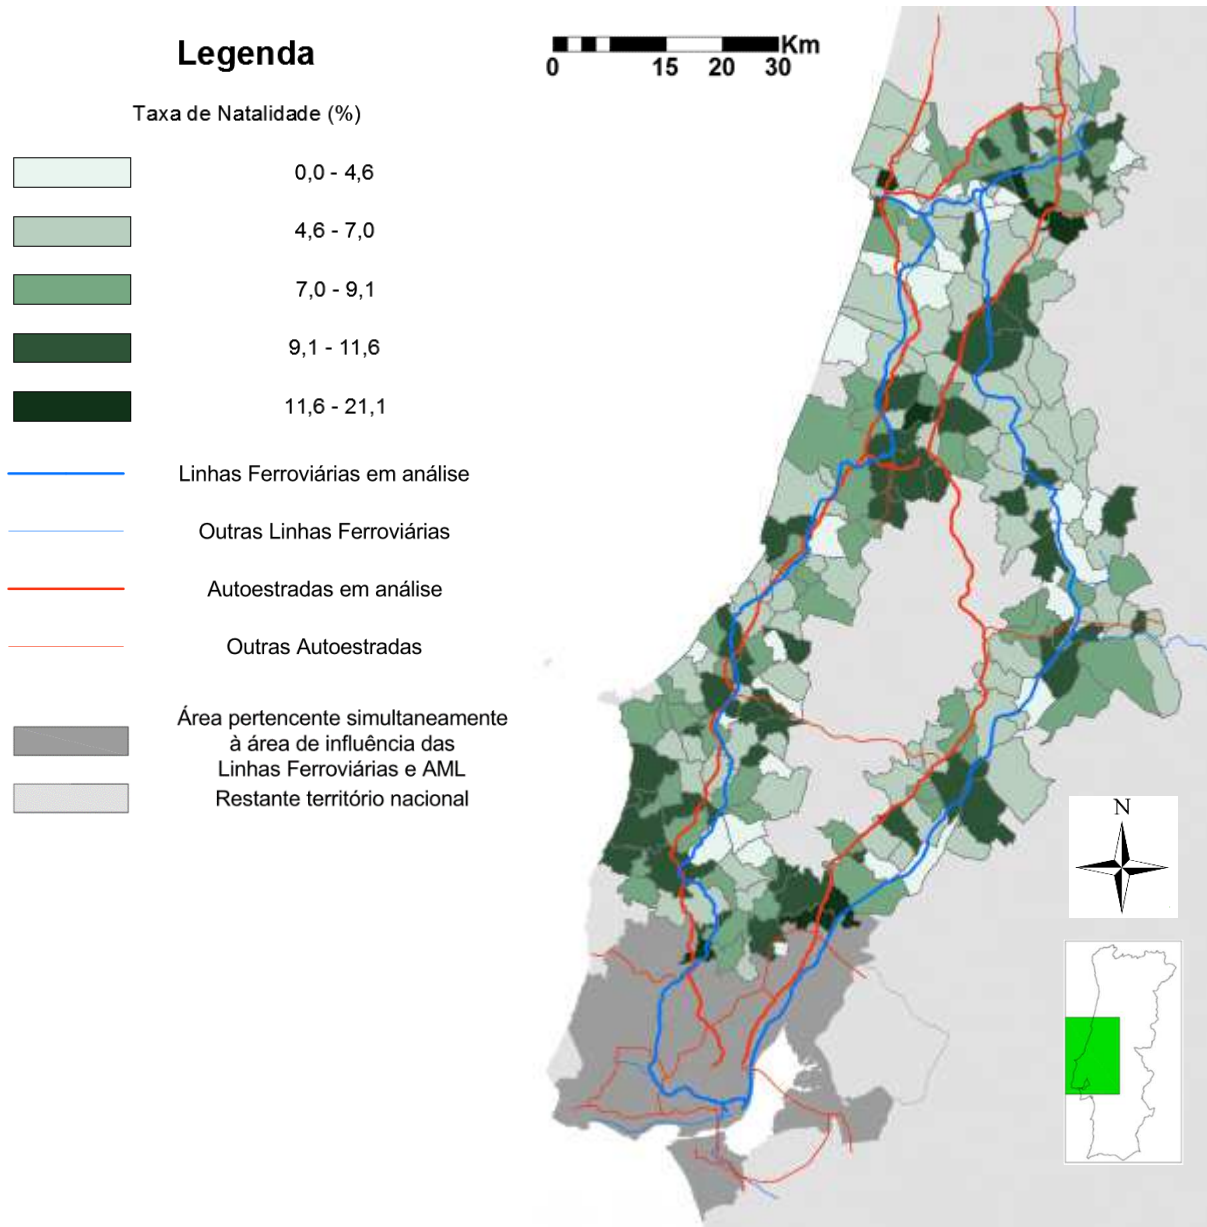 Legenda
Taxa de Natalidade (%)
0,0 - 4,6
4,6 - 7,0
7,0 - 9,1
9,1 - 11,6
11,6 - 21,1
Linhas Ferroviárias em análise
Outras Linhas Ferroviárias
Autoestradas em análise
Outras Autoestradas
Área pertencente simultaneamente
à área de influência das
Linhas Ferroviárias e AML
Restante território nacional
Km
0 15 20 30
N